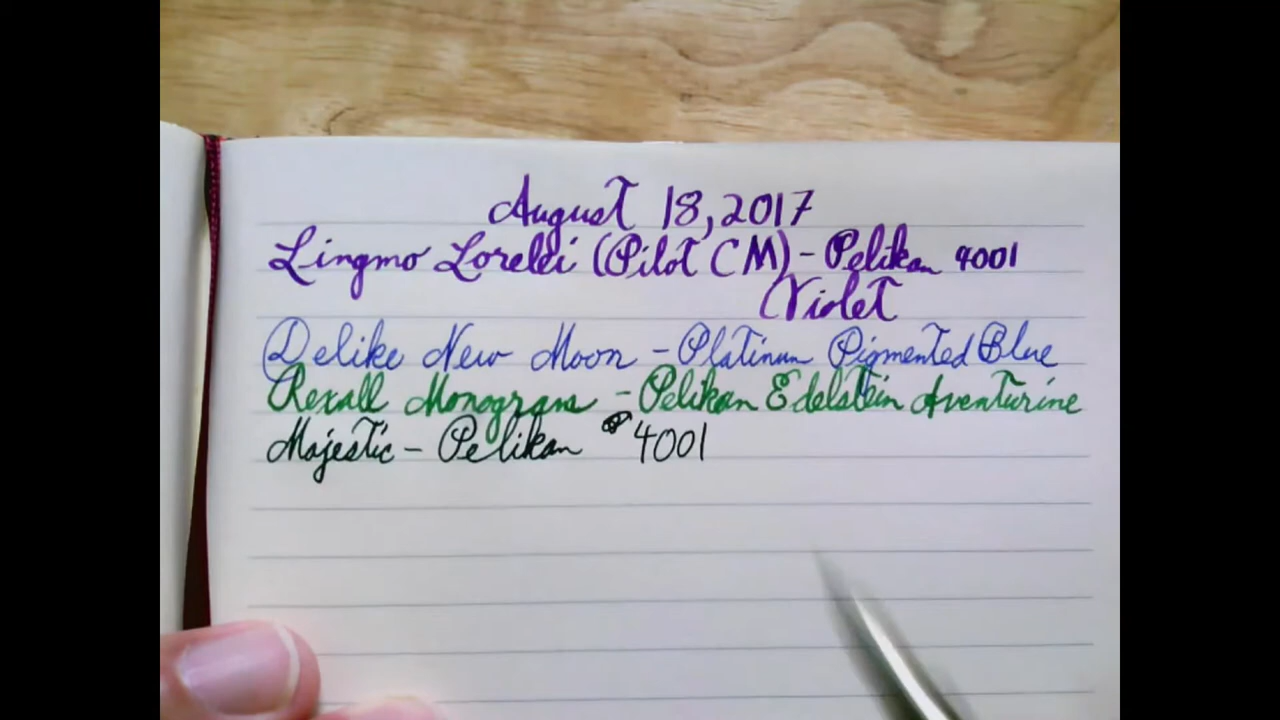 August 18, 2017
Lingmo Lorelei (Pilot CM) - Pelikan 4001
Violet
Delike New Moon - Platinum Pigmented Blue
Rexall Monogram - Pelikan Edelstein Aventurine
Majestic - Pelikan 4001